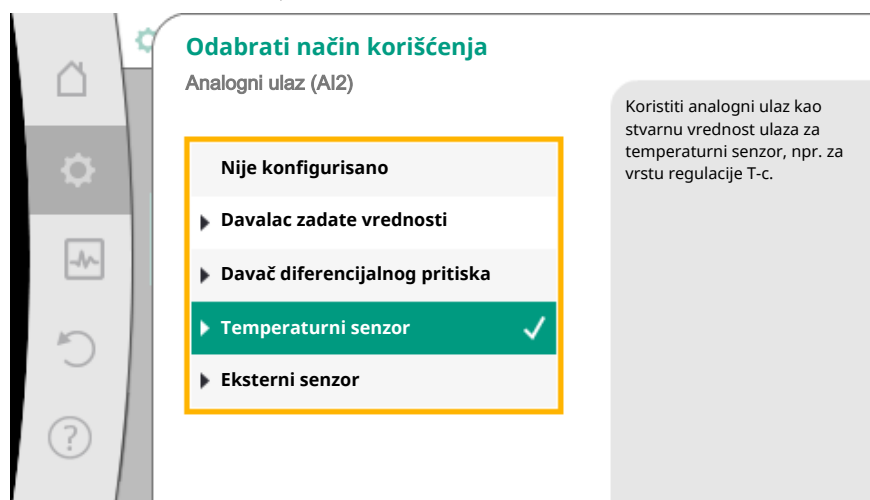 Odabrati način korišćenja
Analogni ulaz (AI2)
Nije konfigurisano
Davalac zadate vrednosti
Davač diferencijalnog pritiska
Temperaturni senzor
Eksterni senzor
Koristiti analogni ulaz kao
stvarnu vrednost ulaza za
temperaturni senzor, npr. za
vrstu regulacije T-c.